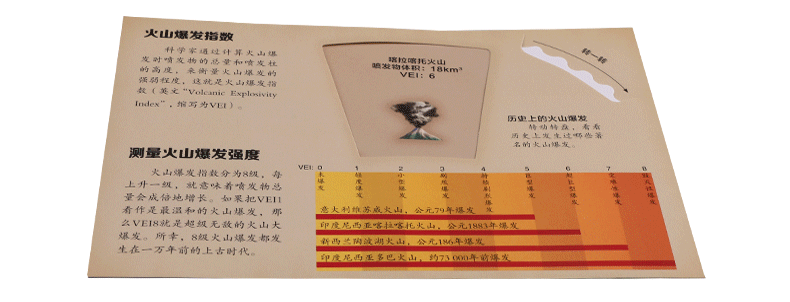 火山爆发指数
科学家通过计算火山爆
发时喷发物的总量和喷发柱
的高度，来衡量火山爆发的
强弱程度，这就是火山爆发指
数（英文“Volcanic Explosivity
Index”，缩写为VEI）。
测量火山爆发强度
火山爆发指数分为8级，每
上升一级，就意味着喷发物总
量会成倍地增长。如果把VEI1
看作是最温和的火山爆发，那
么VEI8就是超级无敌的火山大
爆发。所幸，8级火山爆发都发
生在一万年前的上古时代。
喀拉喀托火山
喷发物体积：18km³
VEI：6
转一转
历史上的火山爆发
转动转盘，看看
历史上发生过哪些著
名的火山爆发。
VEI: 0 1 2 3 4 5 6 7 8
意大利维苏威火山，公元79年爆发
印度尼西亚喀拉喀托火山，公元1883年爆发
新西兰陶波湖火山，公元186年爆发
印度尼西亚多巴火山，约73 000年前爆发